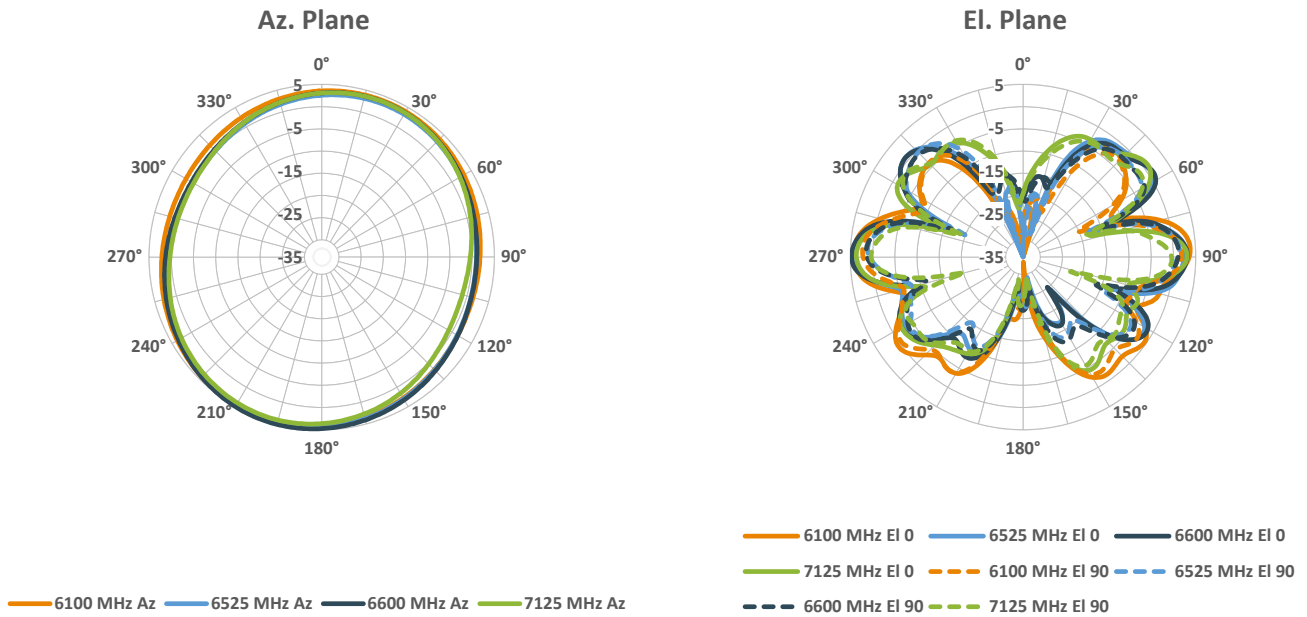 Az. Plane
0°
30°
60°
90°
120°
150°
180°
210°
240°
270°
300°
330°
5
-5
-15
-25
-35
6100 MHz Az
6525 MHz Az
6600 MHz Az
7125 MHz Az
El. Plane
0°
30°
60°
90°
120°
150°
180°
210°
240°
270°
300°
330°
5
-5
-15
-25
-35
6100 MHz El 0
6525 MHz El 0
6600 MHz El 0
7125 MHz El 0
6100 MHz El 90
6525 MHz El 90
6600 MHz El 90
7125 MHz El 90